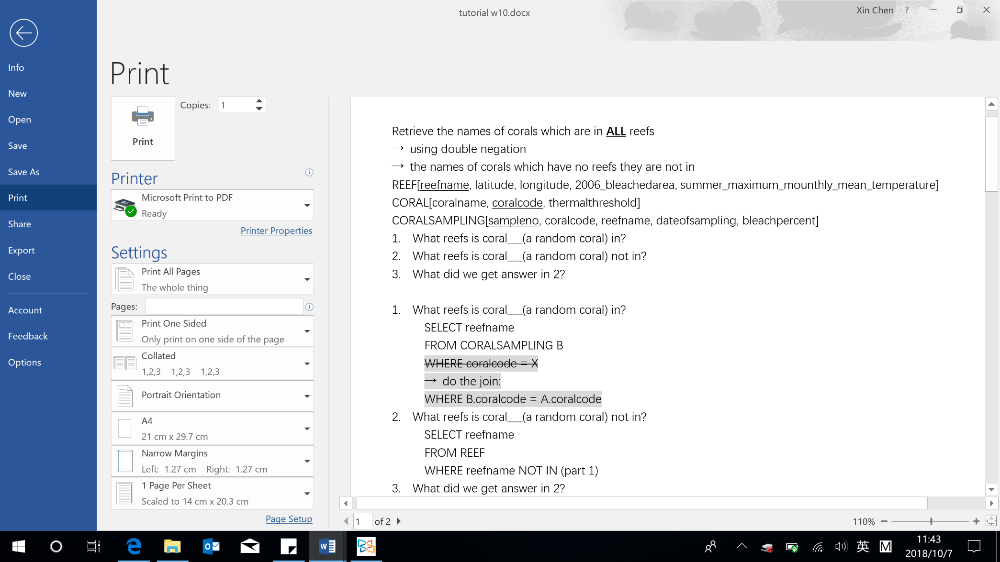 tutorial w10.docx
Xin Chen ?
Info
New
Open
Save
Save As
Print
Share
Export
Close
Account
Feedback
Options
Print
Print
Copies: 1
Printer
Microsoft Print to PDF
Ready
Printer Properties
Settings
Print All Pages
The whole thing
Pages:
Print One Sided
Only print on one side of the page
Collated
1,2,3 1,2,3 1,2,3
Portrait Orientation
A4
21 cm x 29.7 cm
Narrow Margins
Left: 1.27 cm Right: 1.27 cm
1 Page Per Sheet
Scaled to 14 cm x 20.3 cm
Page Setup
Retrieve the names of corals which are in ALL reefs
→ using double negation
→ the names of corals which have no reefs they are not in
REEF[reefname, latitude, longitude, 2006_bleachedarea, summer_maximum_mounthly_mean_temperature]
CORAL[coralname, coralcode, thermalthreshold]
CORALSAMPLING[sampleno, coralcode, reefname, dateofsampling, bleachpercent]
1. What reefs is coral___(a random coral) in?
2. What reefs is coral___(a random coral) not in?
3. What did we get answer in 2?
1. What reefs is coral___(a random coral) in?
SELECT reefname
FROM CORALSAMPLING B
WHERE coralcode = X
→ do the join:
WHERE B.coralcode = A.coralcode
2. What reefs is coral___(a random coral) not in?
SELECT reefname
FROM REEF
WHERE reefname NOT IN (part 1)
3. What did we get answer in 2?
1 of 2
110%
英
M
11:43
2018/10/7